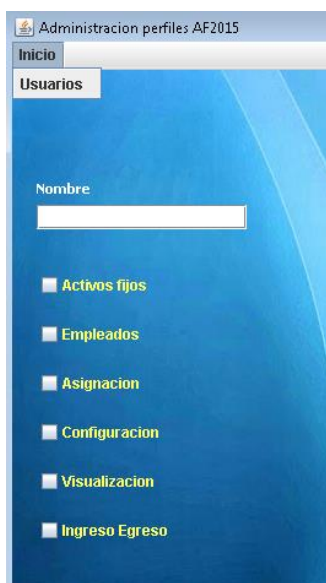 Administracion perfiles AF2015
Inicio
Usuarios
Nombre
Activos fijos
Empleados
Asignacion
Configuracion
Visualizacion
Ingreso Egreso